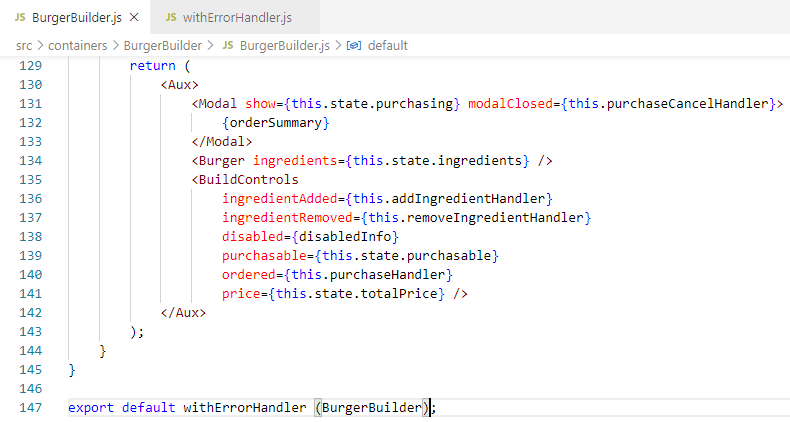 JS BurgerBuilder.js × JS withErrorHandler.js
src > containers > BurgerBuilder > JS BurgerBuilder.js > default
129 return (
130 <Aux>
131 <Modal show={this.state.purchasing} modalClosed={this.purchaseCancelHandler}>
132 {orderSummary}
133 </Modal>
134 <Burger ingredients={this.state.ingredients} />
135 <BuildControls
136 ingredientAdded={this.addIngredientHandler}
137 ingredientRemoved={this.removeIngredientHandler}
138 disabled={disabledInfo}
139 purchasable={this.state.purchasable}
140 ordered={this.purchaseHandler}
141 price={this.state.totalPrice} />
142 </Aux>
143 );
144 }
145 }
146
147 export default withErrorHandler (BurgerBuilder);